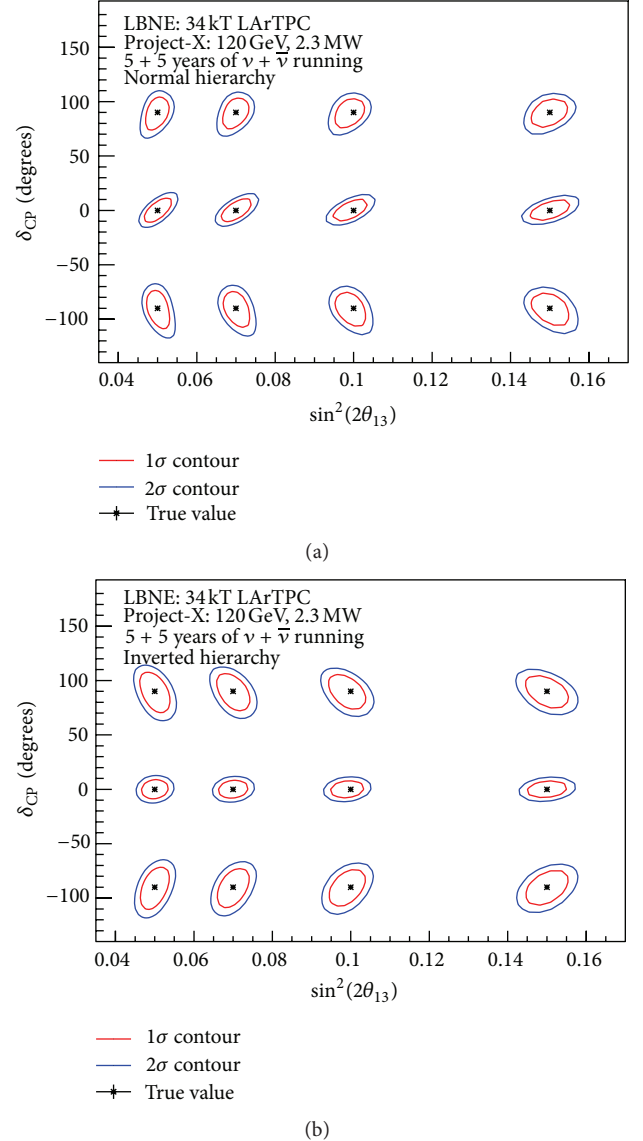 LBNE: 34 kT LArTPC
Project-X: 120 GeV, 2.3 MW
5 + 5 years of ν + ν̅ running
Normal hierarchy
150
100
50
0
−50
−100
δCP (degrees)
0.04 0.06 0.08 0.1 0.12 0.14 0.16
sin²(2θ₁₃)
1σ contour
2σ contour
True value
(a)
LBNE: 34 kT LArTPC
Project-X: 120 GeV, 2.3 MW
5 + 5 years of ν + ν̅ running
Inverted hierarchy
150
100
50
0
−50
−100
δCP (degrees)
0.04 0.06 0.08 0.1 0.12 0.14 0.16
sin²(2θ₁₃)
1σ contour
2σ contour
True value
(b)